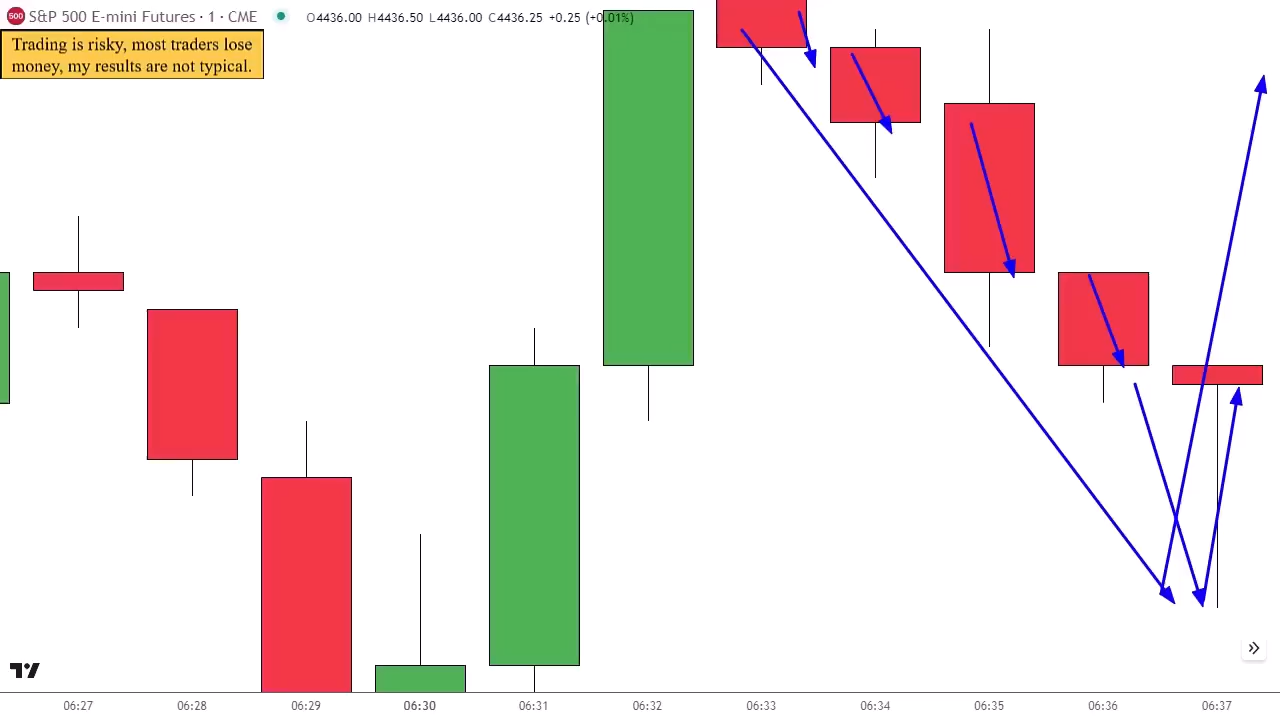 500 S&P 500 E-mini Futures · 1 · CME O4436.00 H4436.50 L4436.00 C4436.25 +0.25 (+0.01%)
Trading is risky, most traders lose
money, my results are not typical.
06:27 06:28 06:29 06:30 06:31 06:32 06:33 06:34 06:35 06:36 06:37